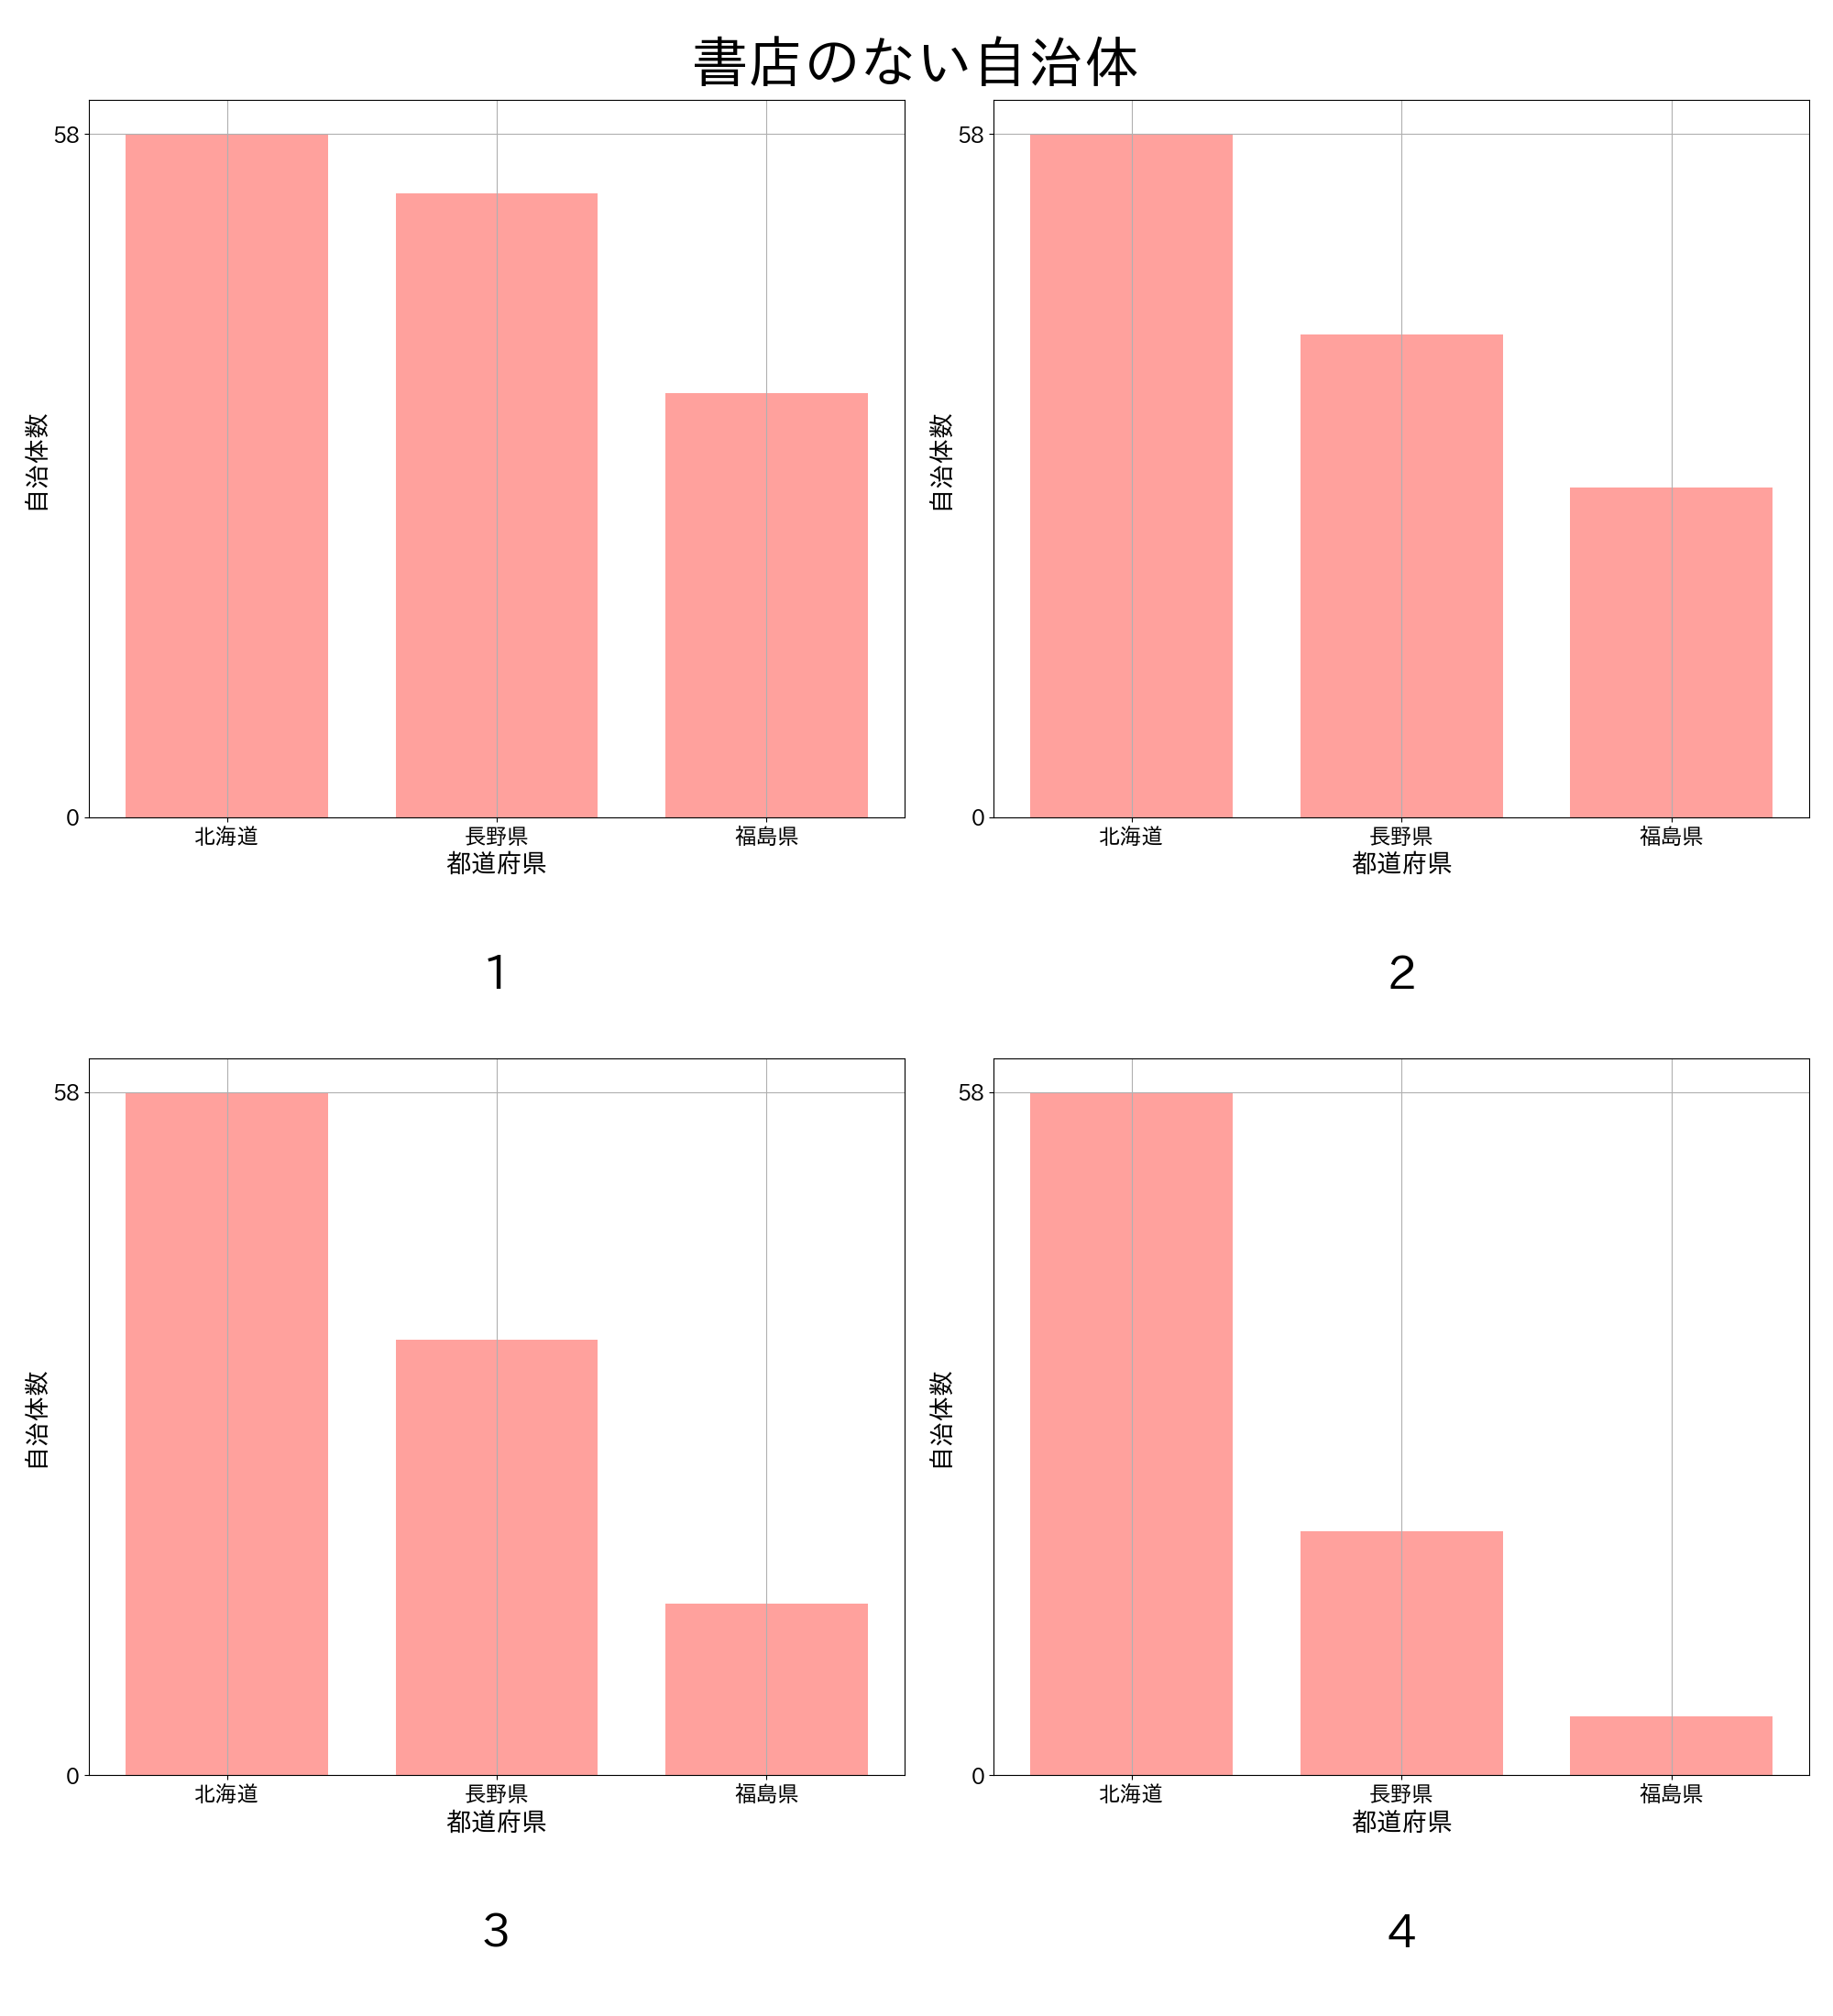 書店のない自治体
58
0
自治体数
北海道 長野県 福島県
都道府県
1
58
0
自治体数
北海道 長野県 福島県
都道府県
2
58
0
自治体数
北海道 長野県 福島県
都道府県
3
58
0
自治体数
北海道 長野県 福島県
都道府県
4